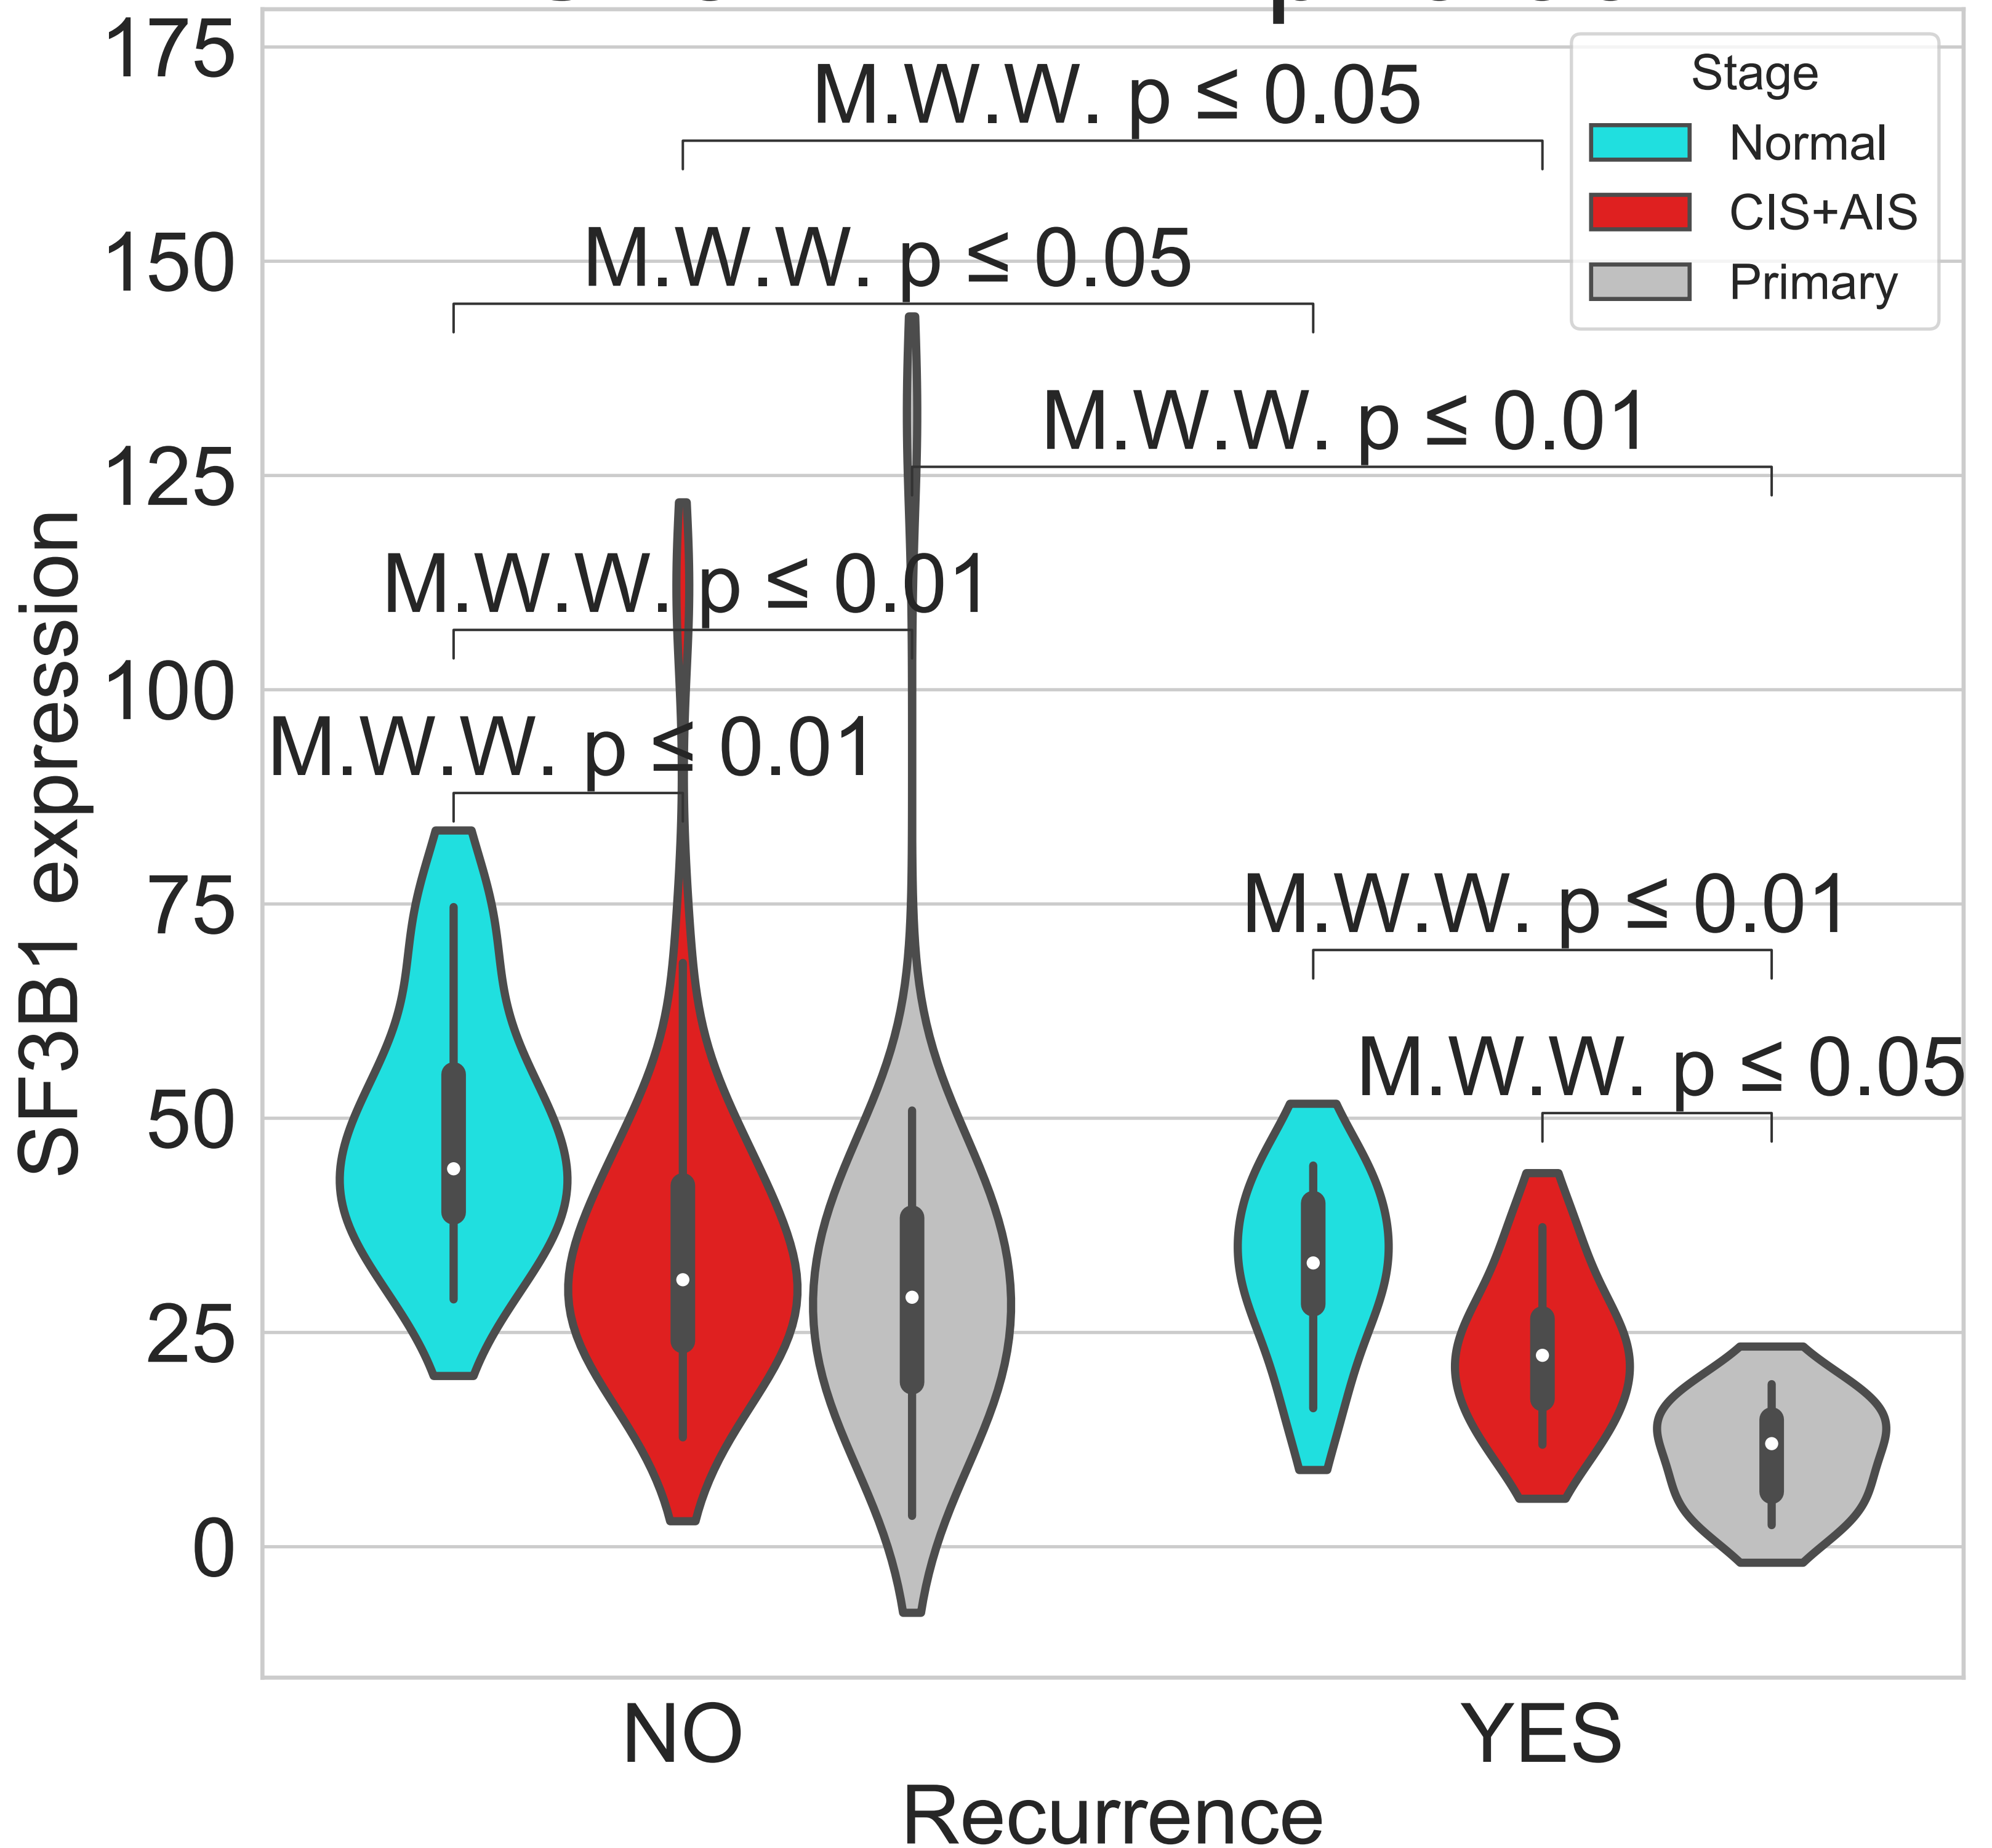 175
M.W.W. p ≤ 0.05
Stage
Normal
CIS+AIS
Primary
150
M.W.W. p ≤ 0.05
M.W.W. p ≤ 0.01
125
M.W.W. p ≤ 0.01
100
M.W.W. p ≤ 0.01
75
M.W.W. p ≤ 0.01
M.W.W. p ≤ 0.05
50
25
0
SF3B1 expression
NO
YES
Recurrence